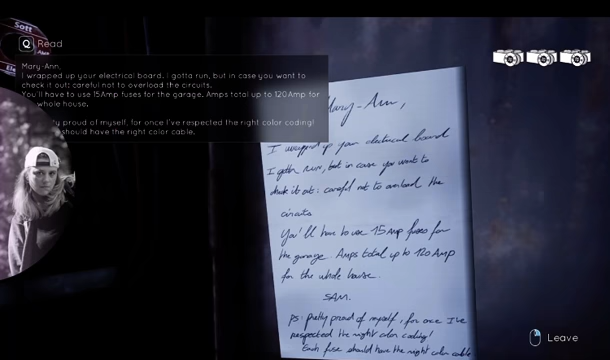 Soft
Q Read
Mary-Ann,
I wrapped up your electrical board. I gotta run, but in case you want to
check it out: careful not to overload the circuits.
You'll have to use 15Amp fuses for the garage. Amps total up to 120Amp for
whole house.
y proud of myself, for once I've respected the right color coding!
should have the right color cable.
Mary-Ann,
I wrapped up your electrical board
I gotta run, but in case you want to
check it out: careful not to overload the
circuits
You'll have to use 15Amp fuses for
the garage. Amps total up to 120Amp
for the whole house.
SAM.
ps: pretty proud of myself, for once I've
respected the right color coding!
Each fuse should have the right color cable
Leave